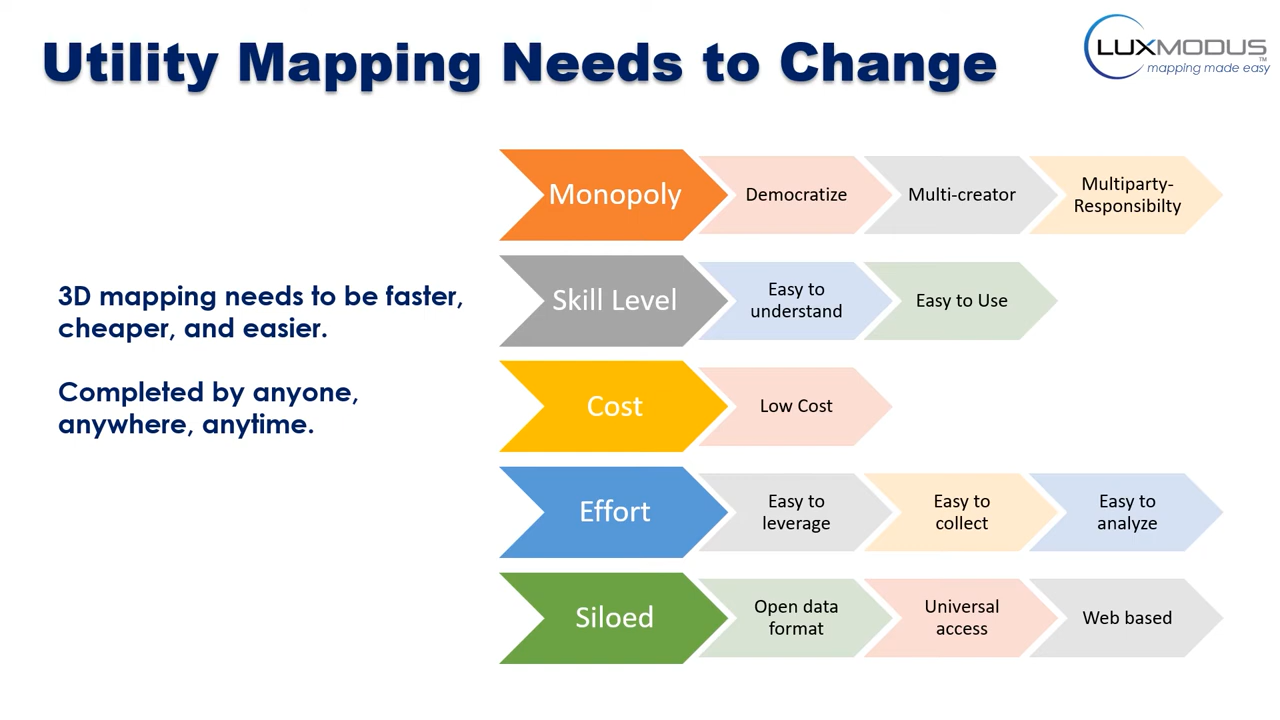 Utility Mapping Needs to Change
LUXMODUS
TM
mapping made easy
3D mapping needs to be faster,
cheaper, and easier.
Completed by anyone,
anywhere, anytime.
Monopoly
Democratize
Multi-creator
Multiparty-
Responsibilty
Skill Level
Easy to
understand
Easy to Use
Cost
Low Cost
Effort
Easy to
leverage
Easy to
collect
Easy to
analyze
Siloed
Open data
format
Universal
access
Web based